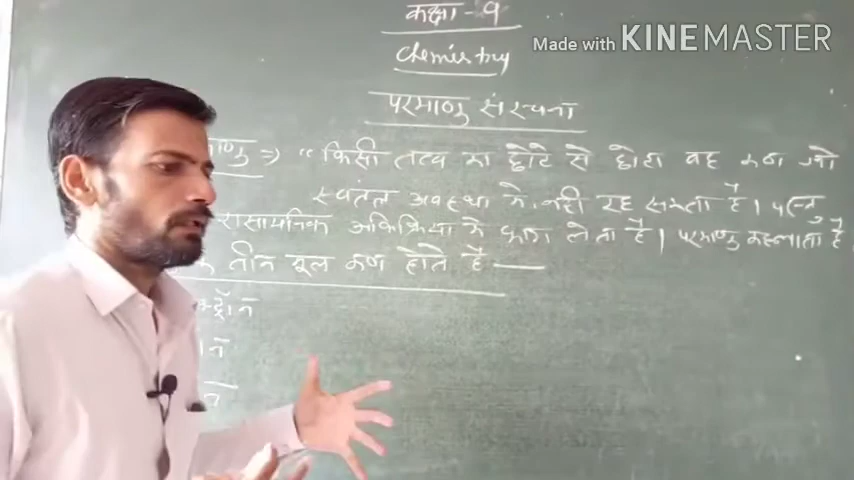 कक्षा - 9
Made with KINEMASTER
Chemistry
परमाणु संरचना
माणु => "किसी तत्व का छोटे से छोटा वह कण जो
स्वतंत्र अवस्था में नहीं रह सकता है। परन्तु
रासायनिक अभिक्रिया में भाग लेता है। परमाणु कहलाता है
तीन मूल कण होते हैं —
क्ट्रॉन
न
न